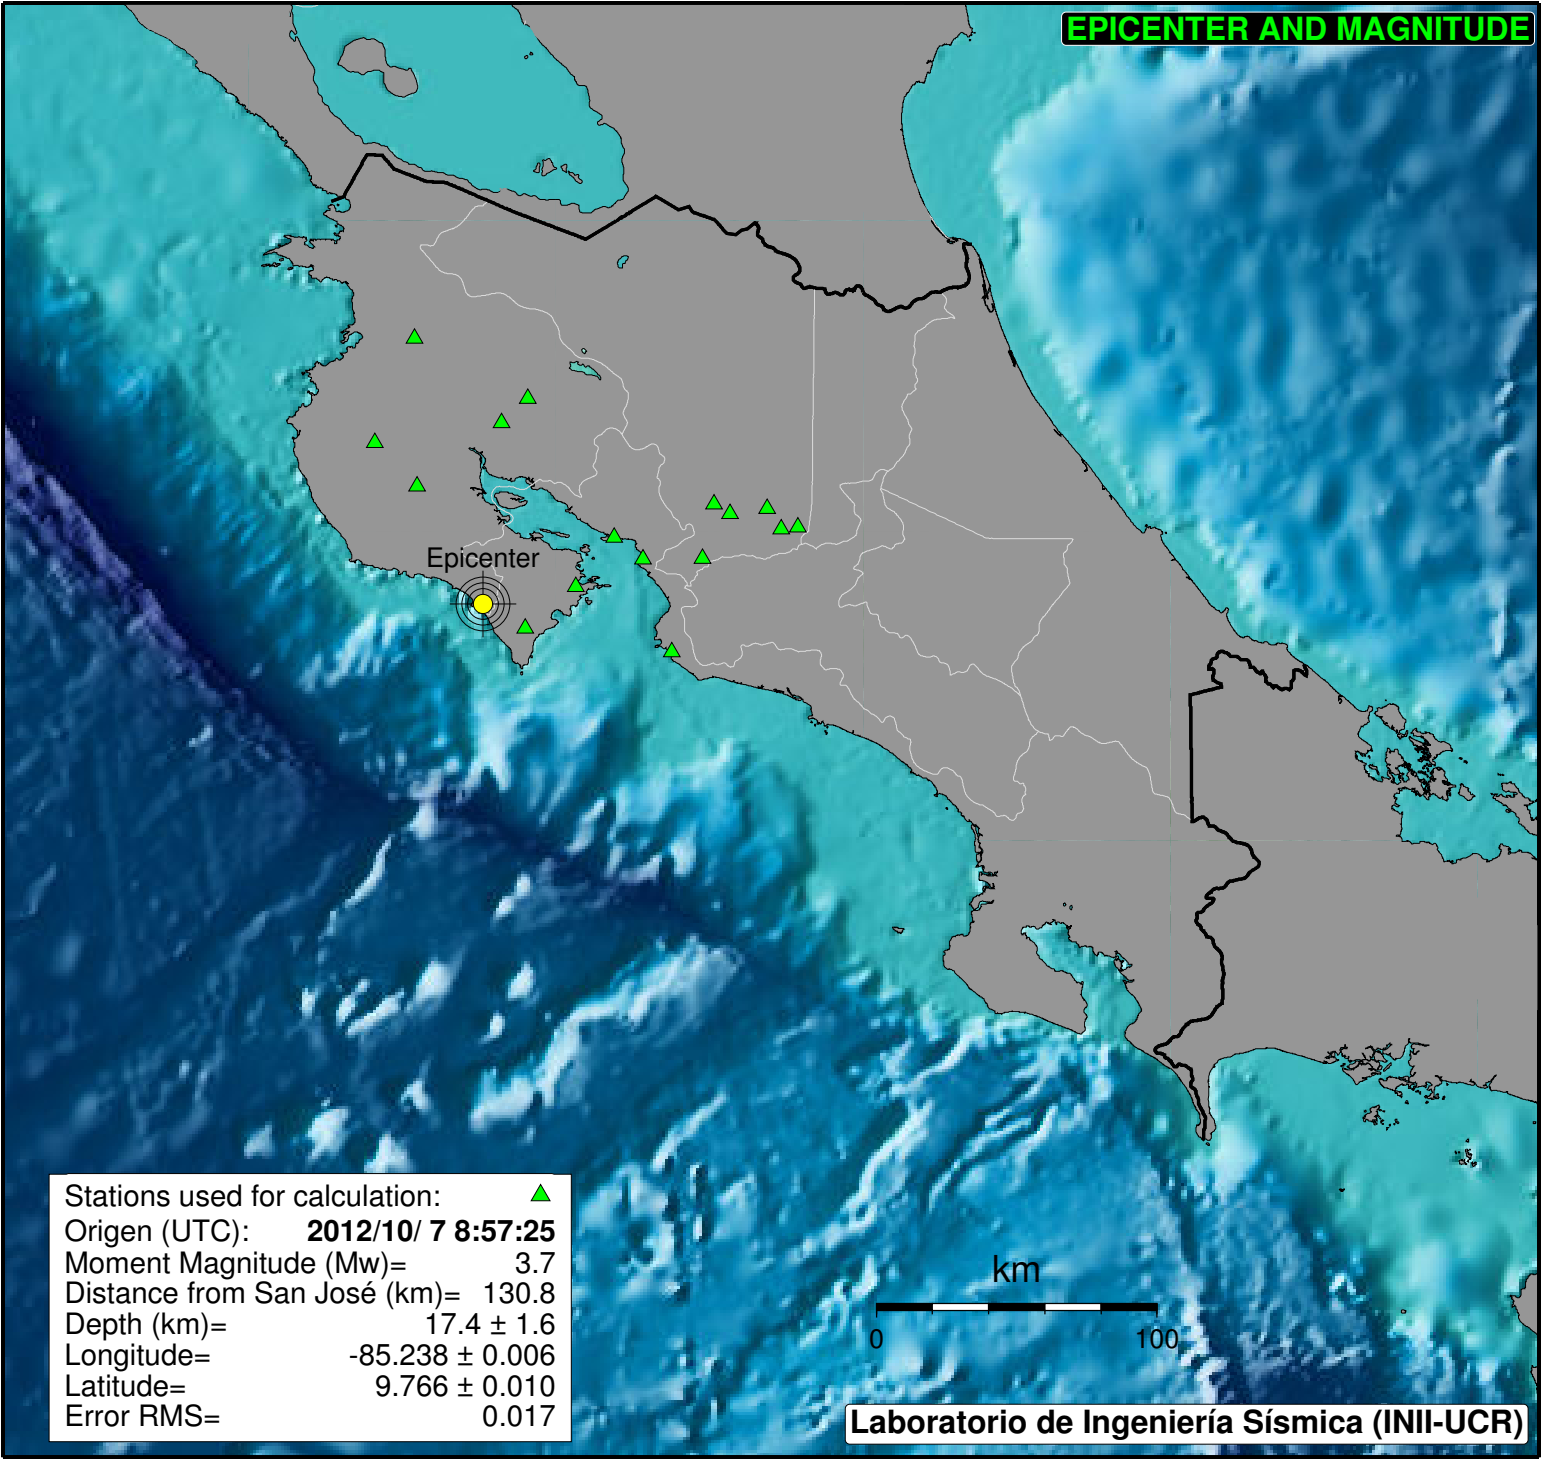 EPICENTER AND MAGNITUDE
Epicenter
Stations used for calculation:
Origen (UTC): 2012/10/ 7 8:57:25
Moment Magnitude (Mw)= 3.7
Distance from San José (km)= 130.8
Depth (km)= 17.4 ± 1.6
Longitude= -85.238 ± 0.006
Latitude= 9.766 ± 0.010
Error RMS= 0.017
km
0 100
Laboratorio de Ingeniería Sísmica (INII-UCR)